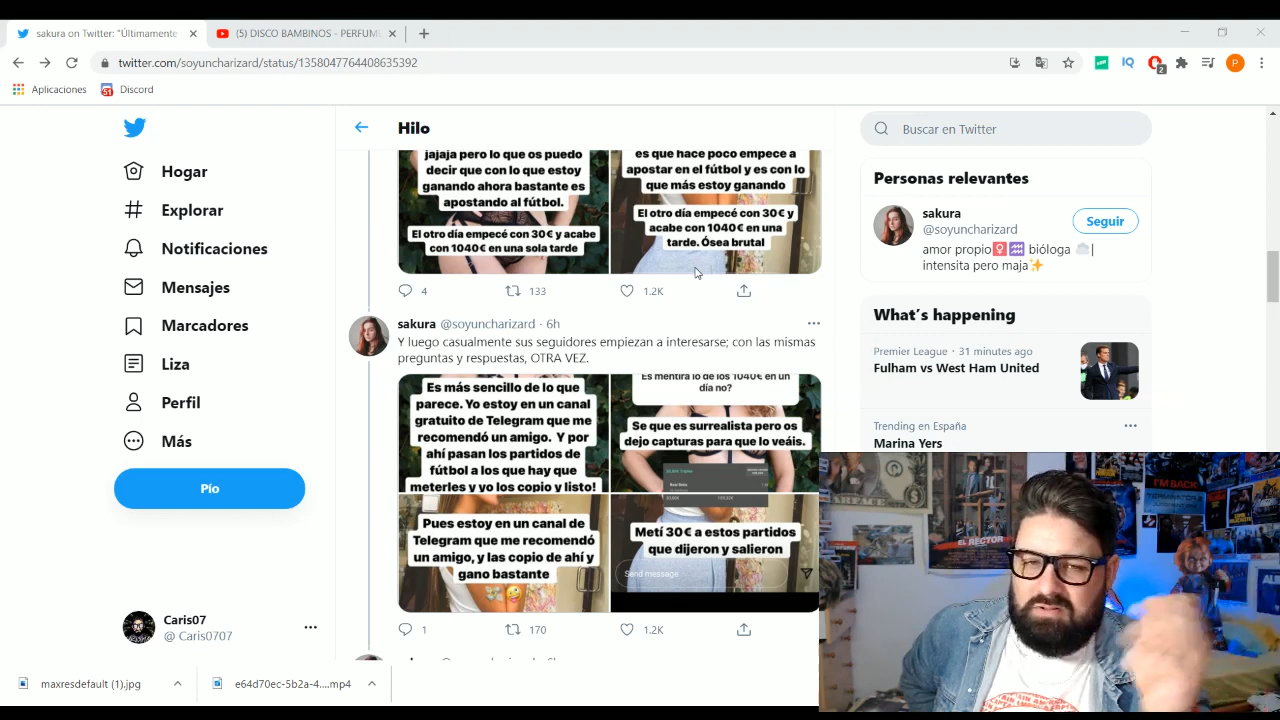 sakura on Twitter: "Últimamente
(5) DISCO BAMBINOS - PERFUM
twitter.com/soyuncharizard/status/1358047764408635392
IQ
2
P
Aplicaciones
51
Discord
Hogar
Explorar
Notificaciones
Mensajes
Marcadores
Liza
Perfil
Más
Pío
Caris07
@ Caris0707
Hilo
jajaja pero lo que os puedo
decir que con lo que estoy
ganando ahora bastante es
apostando al fútbol.
El otro día empecé con 30€ y acabe
con 1040€ en una sola tarde
es que hace poco empece a
apostar en el fútbol y es con lo
que más estoy ganando
El otro día empecé con 30€ y
acabe con 1040€ en una
tarde. Ósea brutal
4
133
1.2K
sakura @soyuncharizard · 6h
Y luego casualmente sus seguidores empiezan a interesarse; con las mismas
preguntas y respuestas, OTRA VEZ.
Es más sencillo de lo que
parece. Yo estoy en un canal
gratuito de Telegram que me
recomendó un amigo. Y por
ahí pasan los partidos de
fútbol a los que hay que
meterles y yo los copio y listo!
Es mentira lo de los 1040€ en un
día no?
Se que es surrealista pero os
dejo capturas para que lo veáis.
Pues estoy en un canal de
Telegram que me recomendó
un amigo, y las copio de ahí y
gano bastante
Metí 30€ a estos partidos
que dijeron y salieron
Send message
1
170
1.2K
Buscar en Twitter
Personas relevantes
sakura
@soyuncharizard
Seguir
amor propio bióloga |
intensita pero maja
What's happening
Premier League · 31 minutes ago
Fulham vs West Ham United
Trending en España
Marina Yers
SCARFACE
EL RECTOR
I'M BACK
TERMINATOR 2
maxresdefault (1).jpg
e64d70ec-5b2a-4....mp4